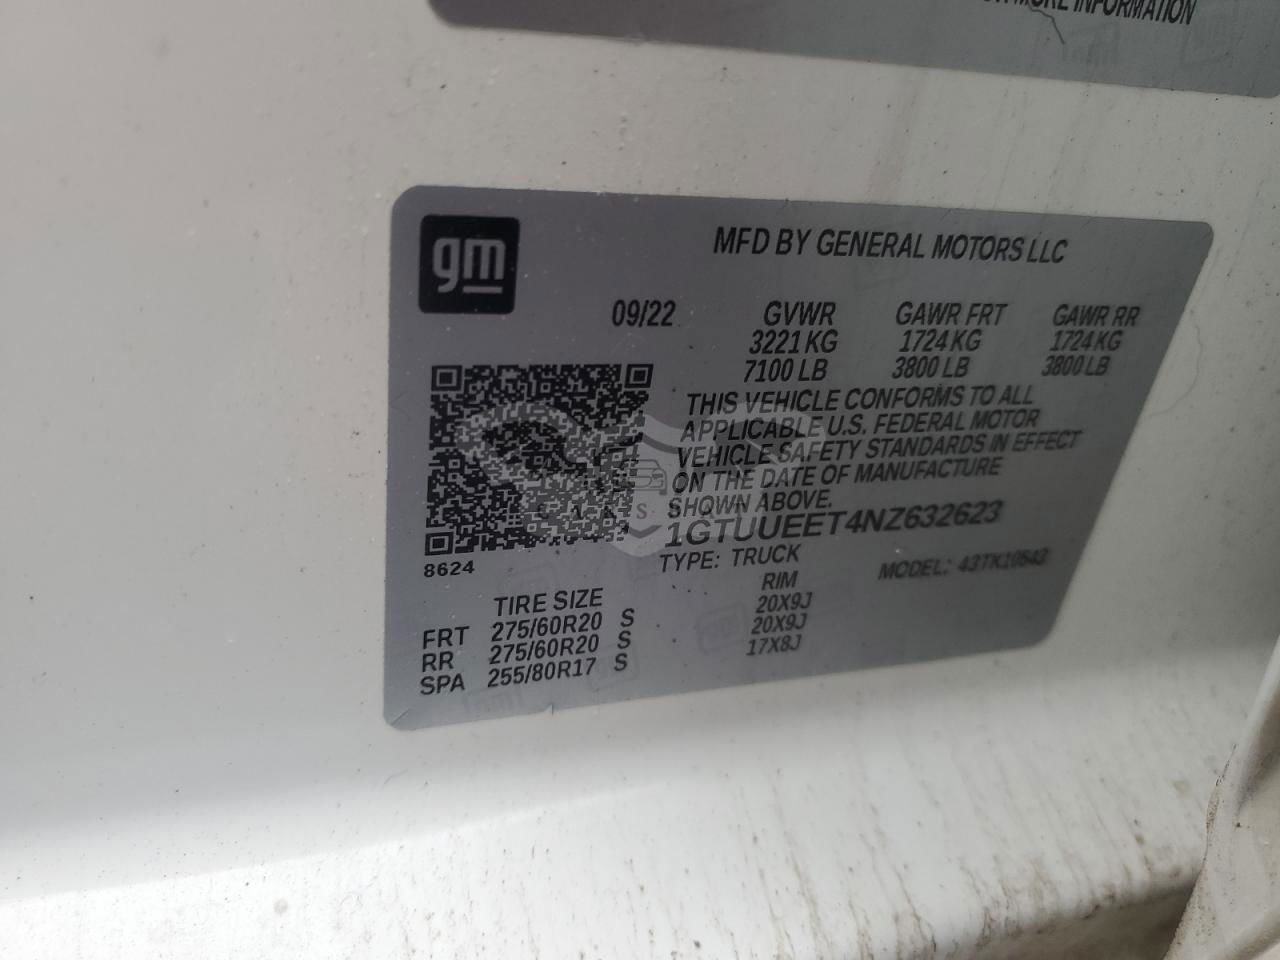 FOR MORE INFORMATION
gm
MFD BY GENERAL MOTORS LLC
09/22 GVWR GAWR FRT GAWR RR
3221 KG 1724 KG 1724 KG
7100 LB 3800 LB 3800 LB
THIS VEHICLE CONFORMS TO ALL
APPLICABLE U.S. FEDERAL MOTOR
VEHICLE SAFETY STANDARDS IN EFFECT
ON THE DATE OF MANUFACTURE
SHOWN ABOVE.
1GTUUEET4NZ632623
8624
TYPE: TRUCK MODEL: 43TK10543
TIRE SIZE RIM
FRT 275/60R20 S 20X9J
RR 275/60R20 S 20X9J
SPA 255/80R17 S 17X8J